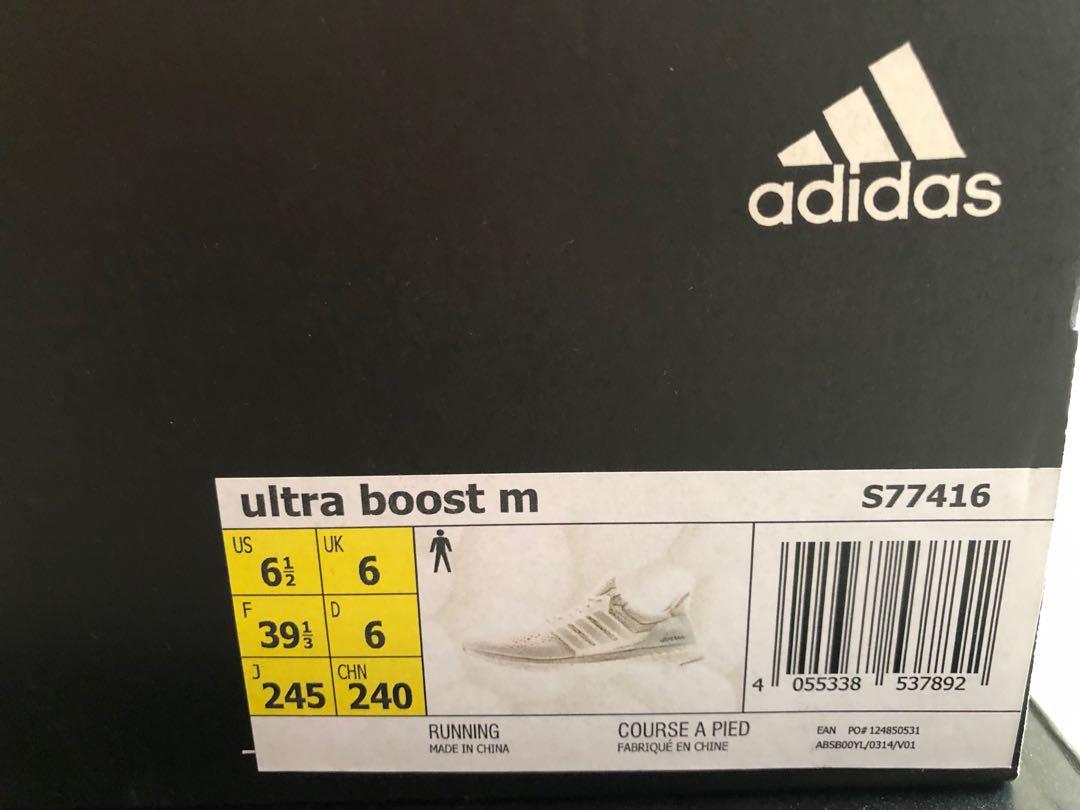 adidas
ultra boost m S77416
US 6½ UK 6
F 39⅓ D 6
J 245 CHN 240
4 055338 537892
RUNNING COURSE A PIED
MADE IN CHINA FABRIQUÉ EN CHINE
EAN PO# 124850531
ABSB00YL/0314/V01